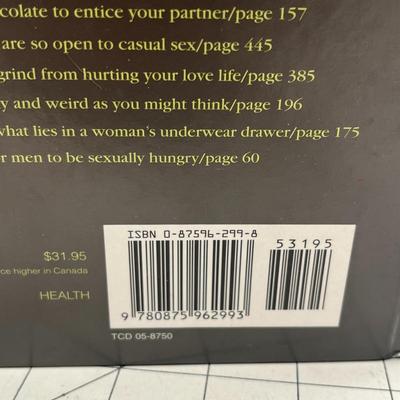 colate to entice your partner/page 157
are so open to casual sex/page 445
grind from hurting your love life/page 385
y and weird as you might think/page 196
what lies in a woman's underwear drawer/page 175
r men to be sexually hungry/page 60
ISBN 0-87596-299-8
53195
$31.95
ce higher in Canada
HEALTH
9 780875 962993
TCD 05-8750